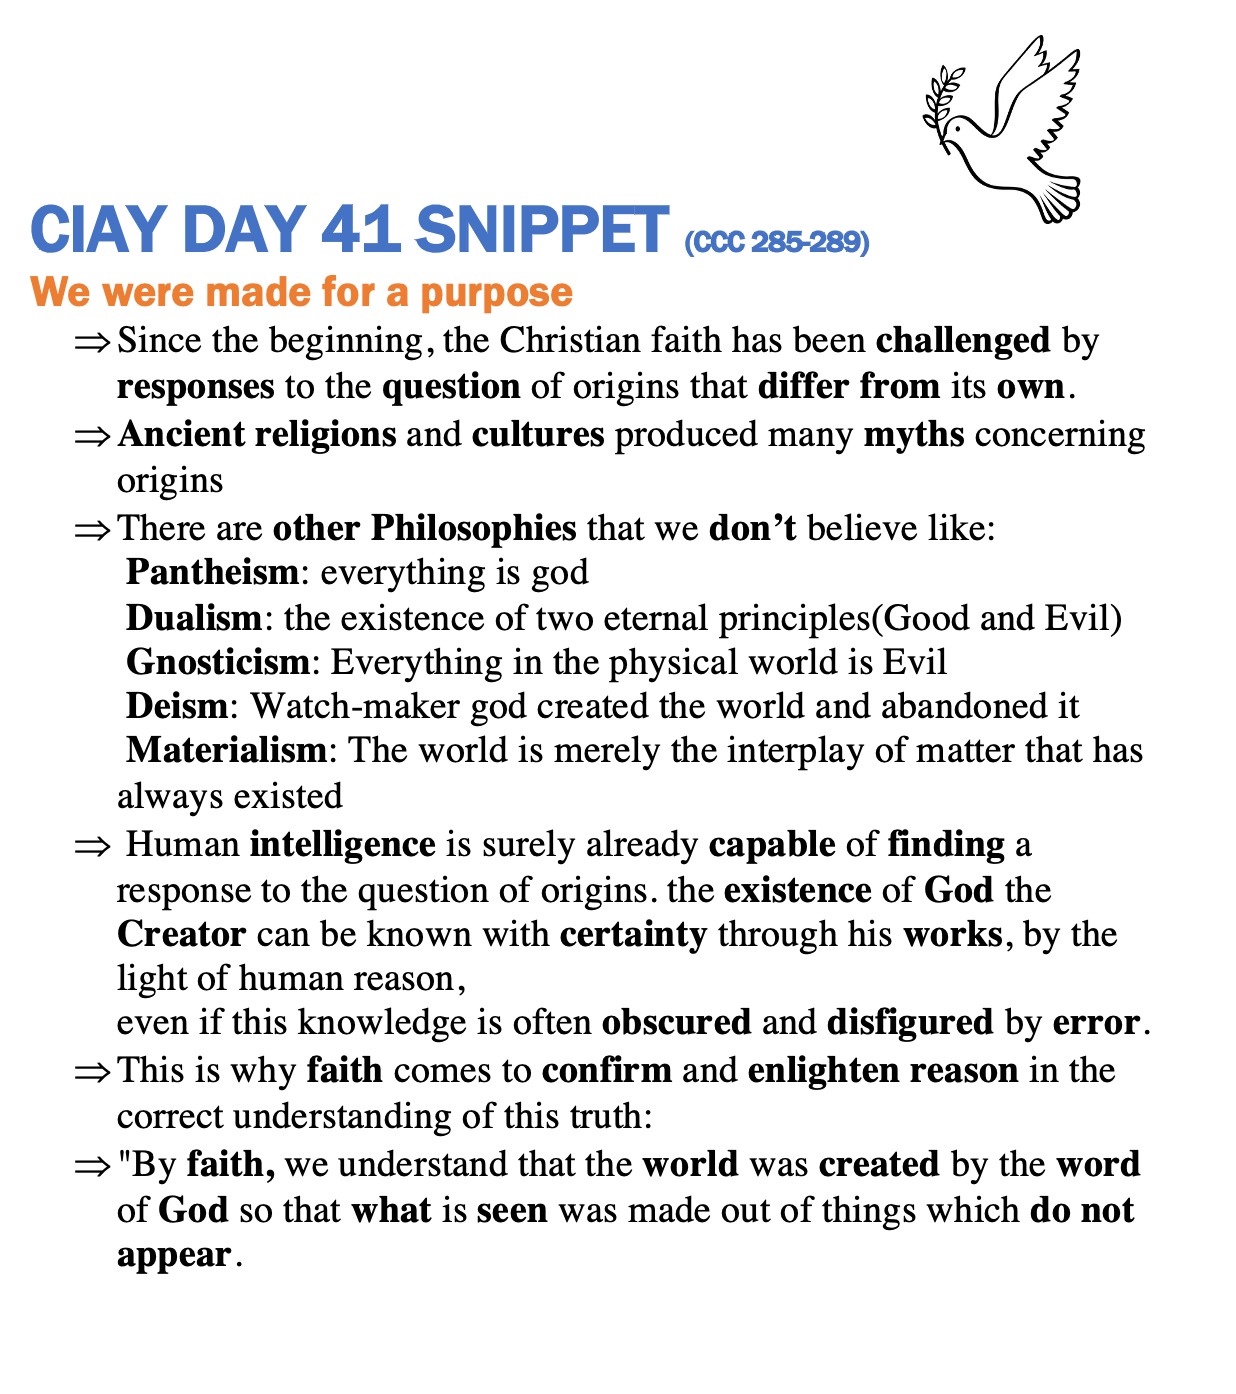 CIAY DAY 41 SNIPPET (CCC 285-289)
We were made for a purpose
⇒ Since the beginning, the Christian faith has been challenged by
responses to the question of origins that differ from its own.
⇒ Ancient religions and cultures produced many myths concerning
origins
⇒ There are other Philosophies that we don’t believe like:
Pantheism: everything is god
Dualism: the existence of two eternal principles(Good and Evil)
Gnosticism: Everything in the physical world is Evil
Deism: Watch-maker god created the world and abandoned it
Materialism: The world is merely the interplay of matter that has
always existed
⇒ Human intelligence is surely already capable of finding a
response to the question of origins. the existence of God the
Creator can be known with certainty through his works, by the
light of human reason,
even if this knowledge is often obscured and disfigured by error.
⇒ This is why faith comes to confirm and enlighten reason in the
correct understanding of this truth:
⇒ "By faith, we understand that the world was created by the word
of God so that what is seen was made out of things which do not
appear.